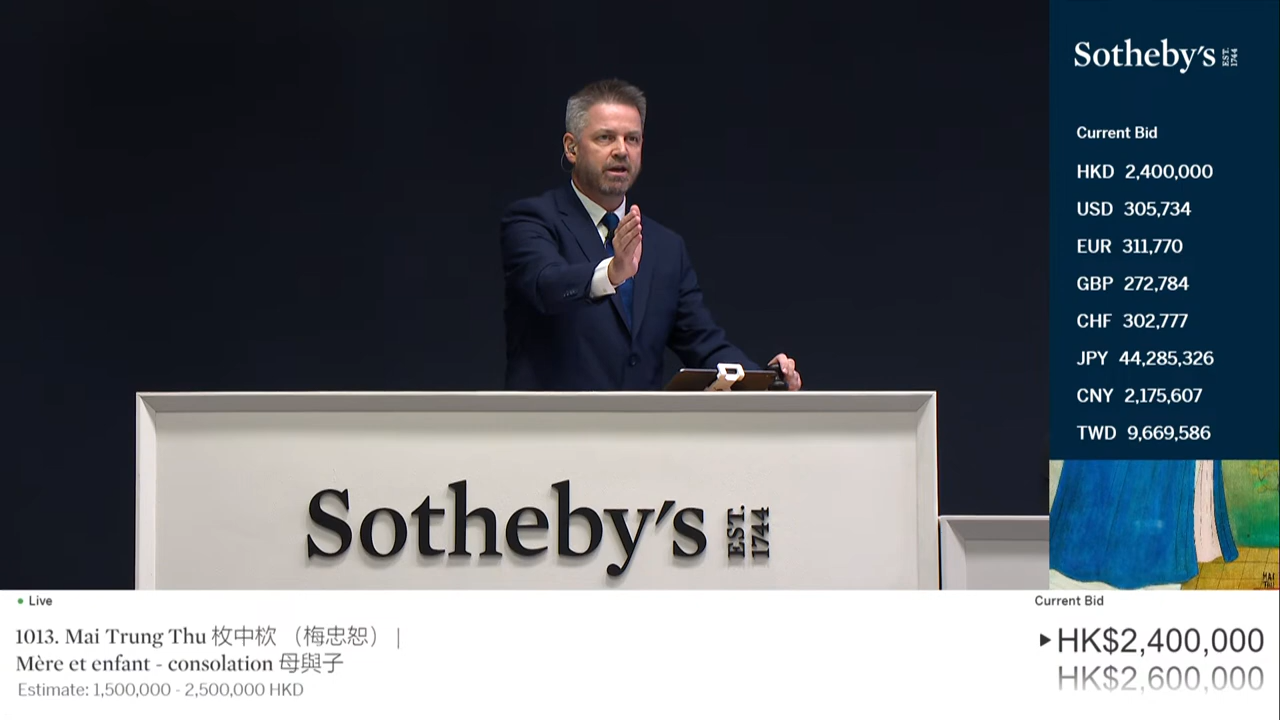 Sotheby's EST. 1744
Current Bid
HKD 2,400,000
USD 305,734
EUR 311,770
GBP 272,784
CHF 302,777
JPY 44,285,326
CNY 2,175,607
TWD 9,669,586
Sotheby's EST. 1744
MAI THU
Live
1013. Mai Trung Thu 枚中栨 （梅忠恕） |
Mère et enfant - consolation 母與子
Estimate: 1,500,000 - 2,500,000 HKD
Current Bid
HK$2,400,000
HK$2,600,000